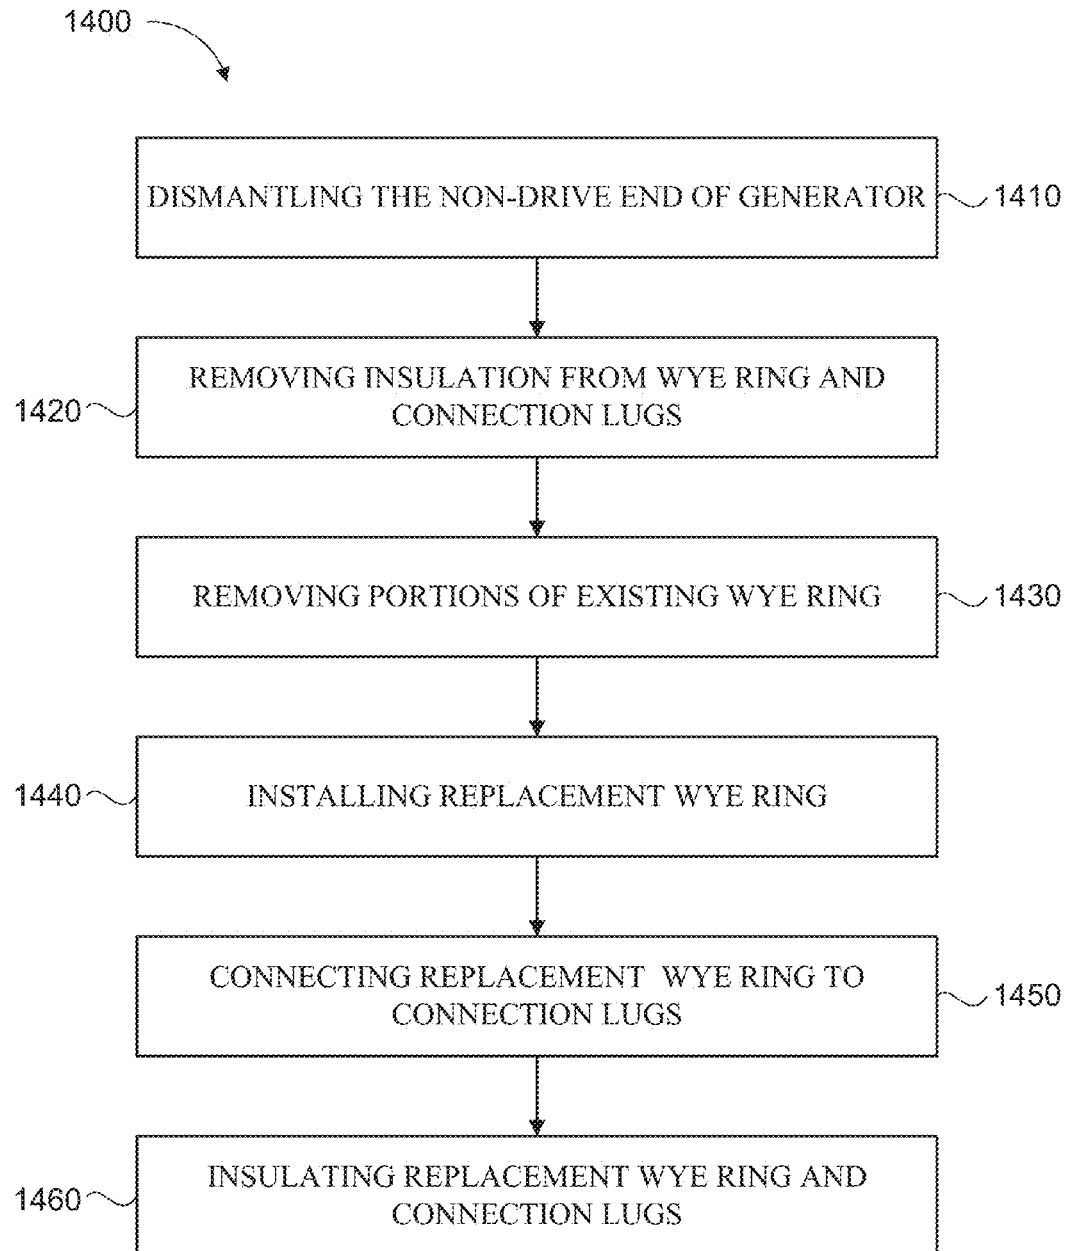 1400
DISMANTLING THE NON-DRIVE END OF GENERATOR
1410
REMOVING INSULATION FROM WYE RING AND
CONNECTION LUGS
1420
REMOVING PORTIONS OF EXISTING WYE RING
1430
INSTALLING REPLACEMENT WYE RING
1440
CONNECTING REPLACEMENT WYE RING TO
CONNECTION LUGS
1450
INSULATING REPLACEMENT WYE RING AND
CONNECTION LUGS
1460